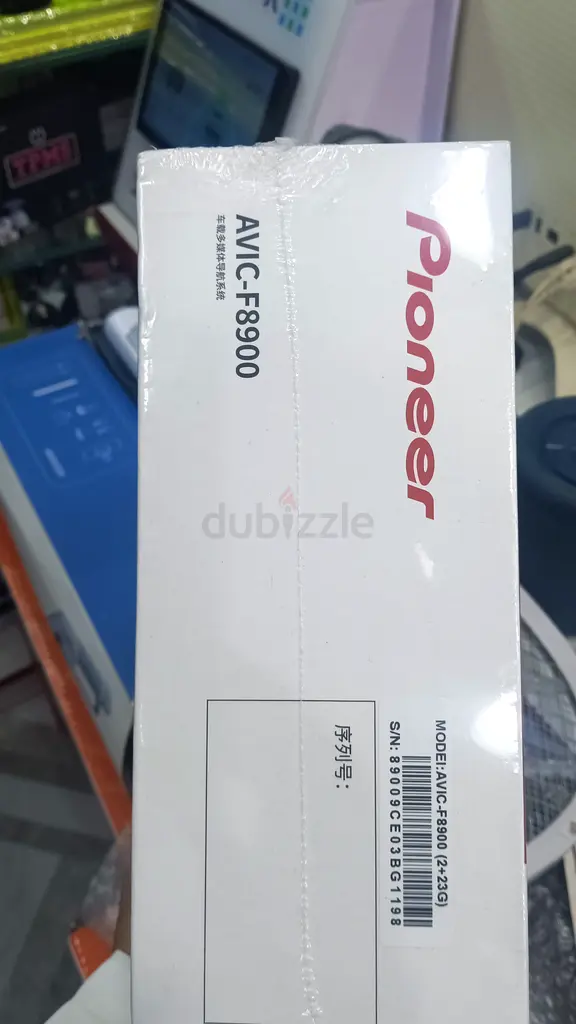 Pioneer
AVIC-F8900
车载多媒体导航系统
MODEl:AVIC-F8900 (2+23G)
S/N: 89009CE03BG1198
序列号:
dubizzle
TPMS